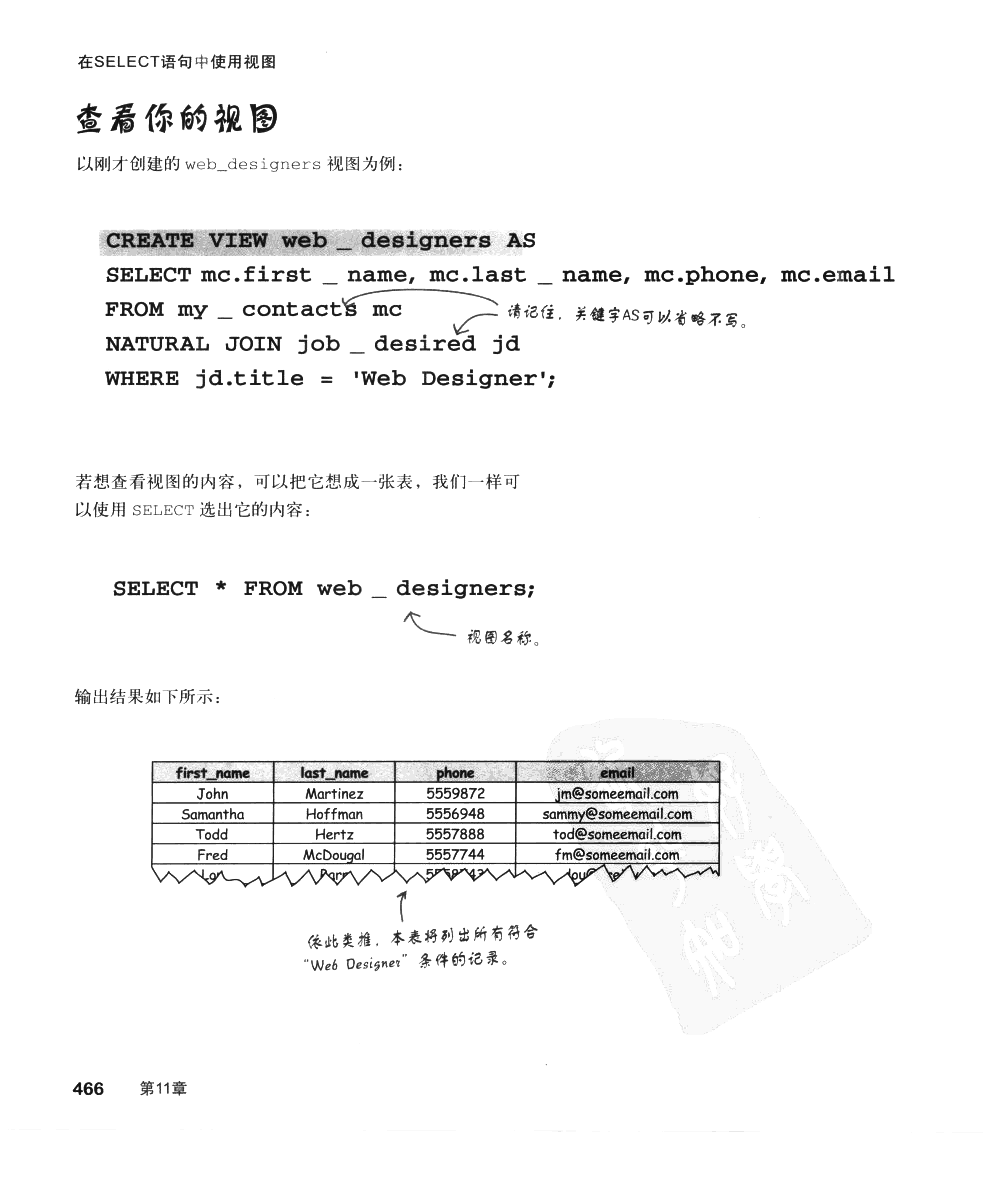 在SELECT语句中使用视图
查看你的视图
以刚才创建的 web_designers 视图为例：
CREATE VIEW web _ designers AS
SELECT mc.first _ name, mc.last _ name, mc.phone, mc.email
FROM my _ contacts mc
请记住，关键字AS可以省略不写。
NATURAL JOIN job _ desired jd
WHERE jd.title = 'Web Designer';
若想查看视图的内容，可以把它想成一张表，我们一样可
以使用 SELECT 选出它的内容：
SELECT * FROM web _ designers;
视图名称。
输出结果如下所示：
first_name last_name phone email
John Martinez 5559872 jm@someemail.com
Samantha Hoffman 5556948 sammy@someemail.com
Todd Hertz 5557888 tod@someemail.com
Fred McDougal 5557744 fm@someemail.com
依此类推，本表将列出所有符合
“Web Designer”条件的记录。
466 第11章